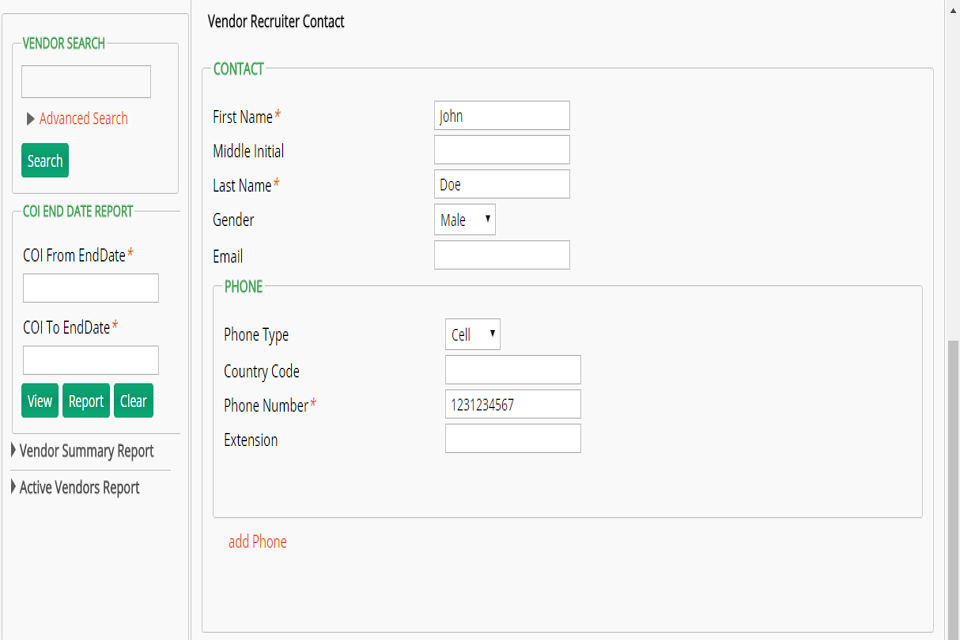 Vendor Recruiter Contact
VENDOR SEARCH
Advanced Search
Search
COI END DATE REPORT
COI From EndDate*
COI To EndDate*
View Report Clear
Vendor Summary Report
Active Vendors Report
CONTACT
First Name* John
Middle Initial
Last Name* Doe
Gender Male
Email
PHONE
Phone Type Cell
Country Code
Phone Number* 1231234567
Extension
add Phone